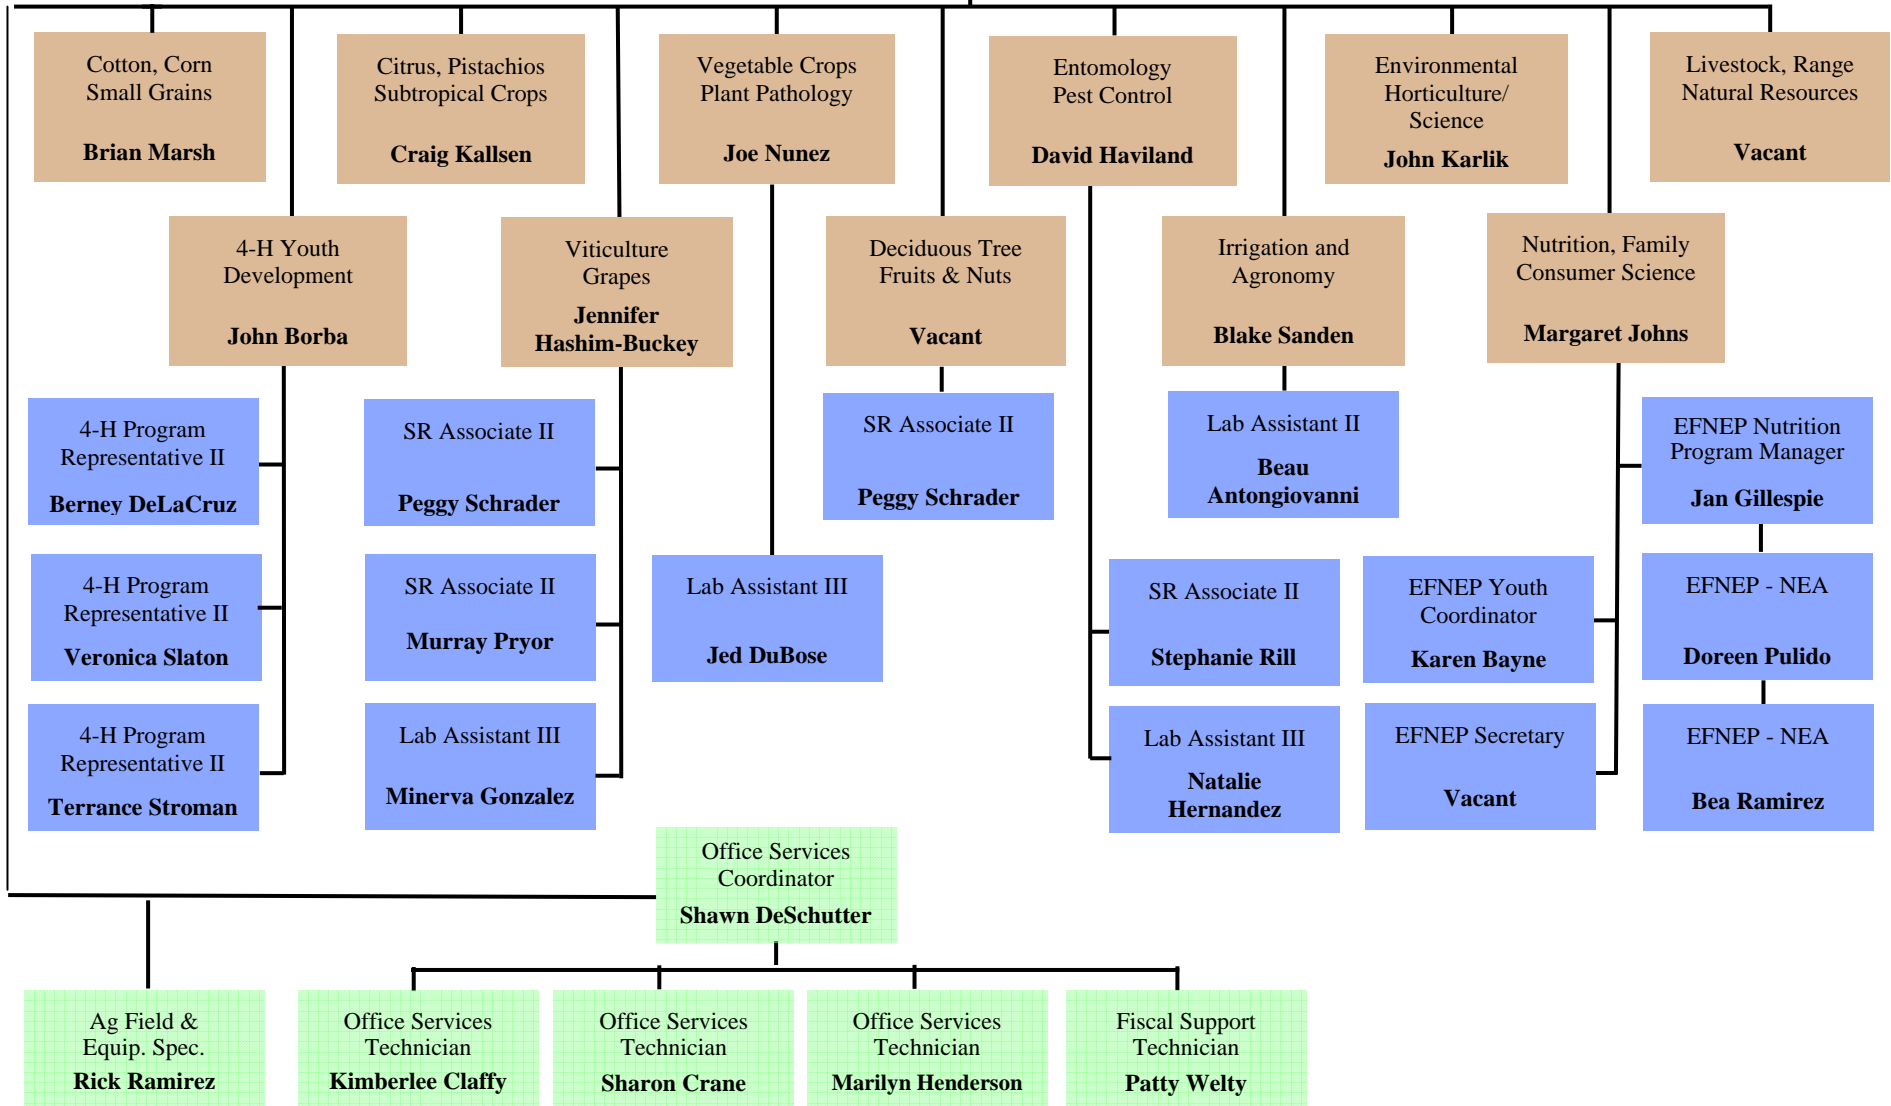 Cotton, Corn
Small Grains
Brian Marsh
Citrus, Pistachios
Subtropical Crops
Craig Kallsen
Vegetable Crops
Plant Pathology
Joe Nunez
Entomology
Pest Control
David Haviland
Environmental
Horticulture/
Science
John Karlik
Livestock, Range
Natural Resources
Vacant
4-H Youth
Development
John Borba
Viticulture
Grapes
Jennifer
Hashim-Buckey
Deciduous Tree
Fruits & Nuts
Vacant
Irrigation and
Agronomy
Blake Sanden
Nutrition, Family
Consumer Science
Margaret Johns
4-H Program
Representative II
Berney DeLaCruz
SR Associate II
Peggy Schrader
SR Associate II
Peggy Schrader
Lab Assistant II
Beau
Antongiovanni
EFNEP Nutrition
Program Manager
Jan Gillespie
4-H Program
Representative II
Veronica Slaton
SR Associate II
Murray Pryor
Lab Assistant III
Jed DuBose
SR Associate II
Stephanie Rill
EFNEP Youth
Coordinator
Karen Bayne
EFNEP - NEA
Doreen Pulido
4-H Program
Representative II
Terrance Stroman
Lab Assistant III
Minerva Gonzalez
Lab Assistant III
Natalie
Hernandez
EFNEP Secretary
Vacant
EFNEP - NEA
Bea Ramirez
Office Services
Coordinator
Shawn DeSchutter
Ag Field &
Equip. Spec.
Rick Ramirez
Office Services
Technician
Kimberlee Claffy
Office Services
Technician
Sharon Crane
Office Services
Technician
Marilyn Henderson
Fiscal Support
Technician
Patty Welty